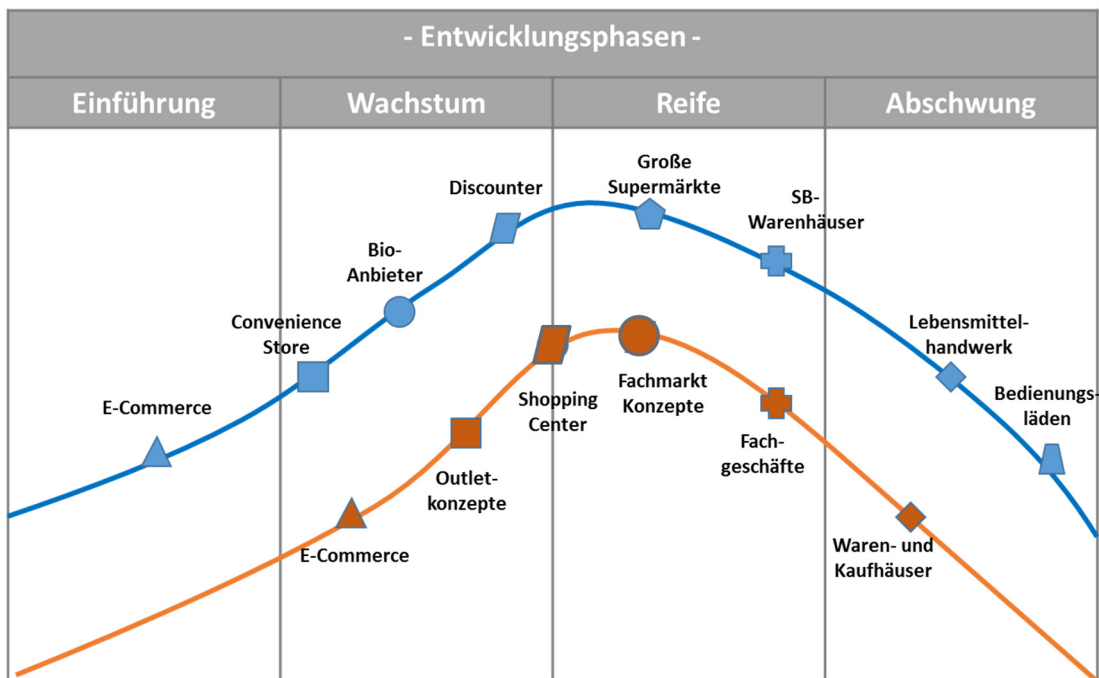 - Entwicklungsphasen -
Einführung
Wachstum
Reife
Abschwung
Große
Supermärkte
Discounter
SB-
Warenhäuser
Bio-
Anbieter
Convenience
Store
Lebensmittel-
handwerk
E-Commerce
Bedienungs-
läden
Shopping
Center
Fachmarkt
Konzepte
Fach-
geschäfte
Outlet-
konzepte
E-Commerce
Waren- und
Kaufhäuser